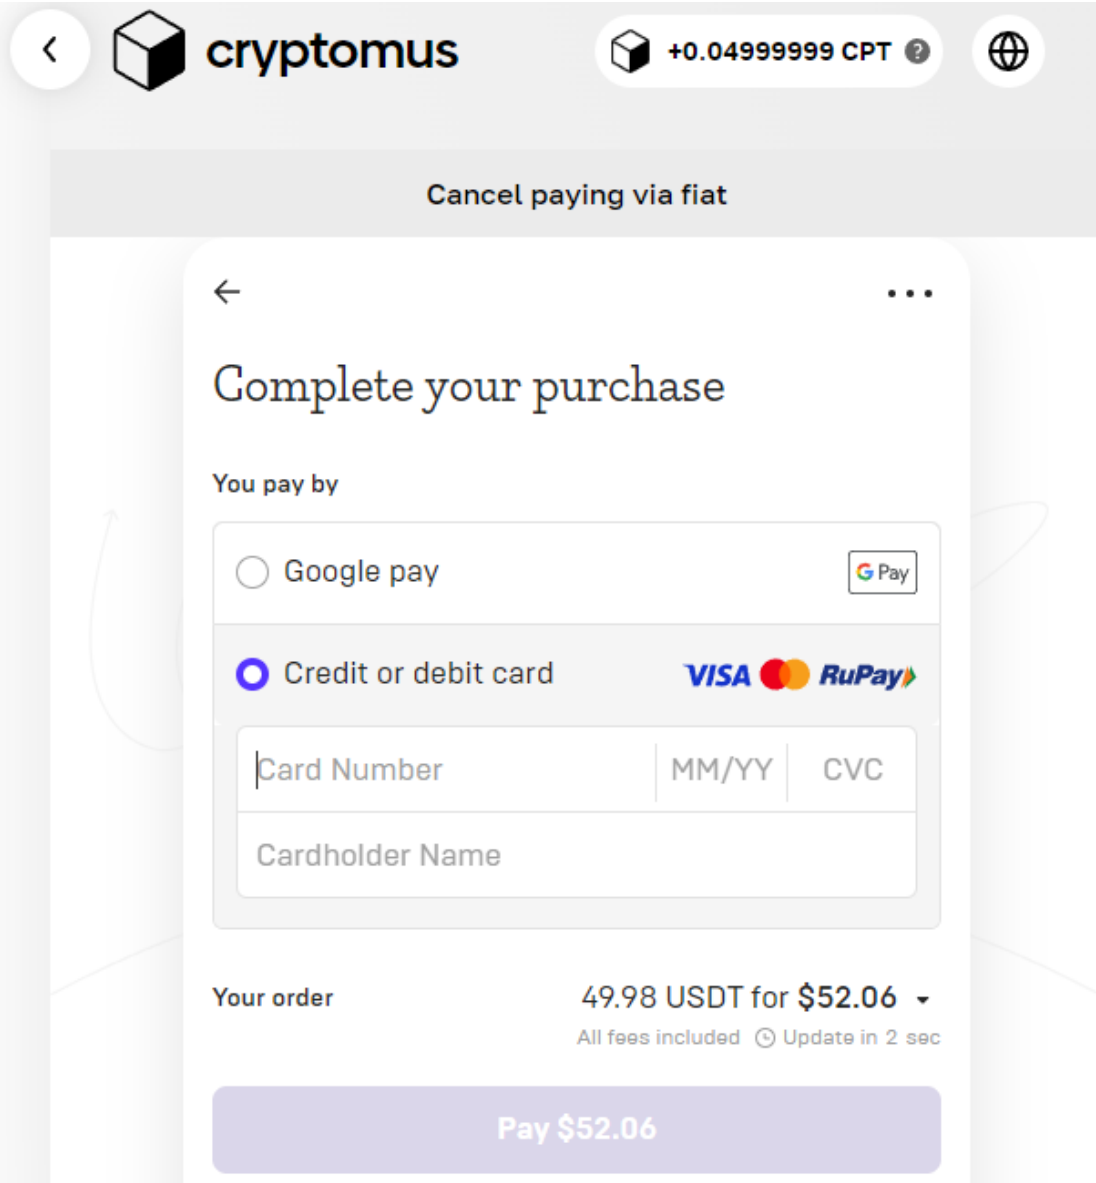 cryptomus
+0.04999999 CPT ?
Cancel paying via fiat
Complete your purchase
You pay by
Google pay
G Pay
Credit or debit card
VISA RuPay
Card Number MM/YY CVC
Cardholder Name
Your order 49.98 USDT for $52.06
All fees included Update in 2 sec
Pay $52.06